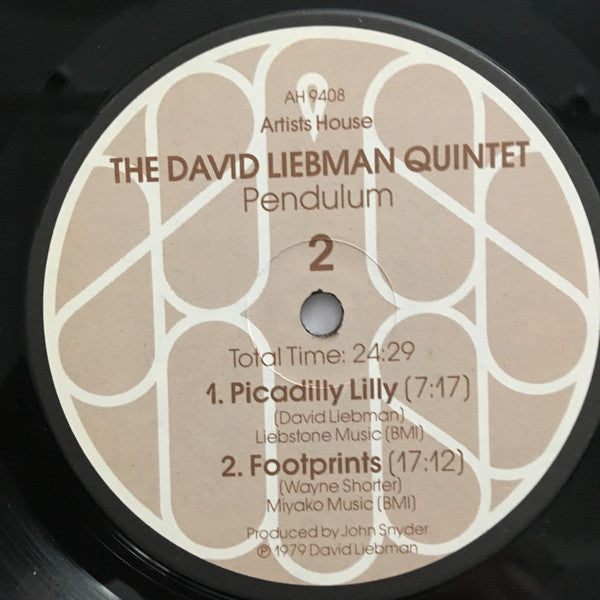 AH 9408
Artists House
THE DAVID LIEBMAN QUINTET
Pendulum
2
Total Time: 24:29
1. Picadilly Lilly (7:17)
(David Liebman)
Liebstone Music (BMI)
2. Footprints (17:12)
(Wayne Shorter)
Miyako Music (BMI)
Produced by John Snyder
℗ 1979 David Liebman